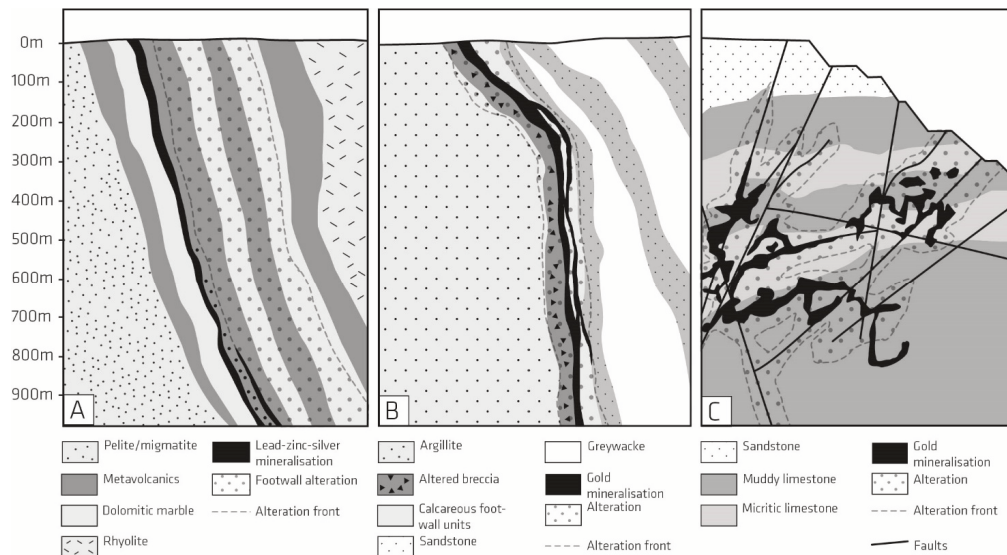 0m
100m
200m
300m
400m
500m
600m
700m
800m
900m
A
B
C
Pelite/migmatite
Metavolcanics
Dolomitic marble
Rhyolite
Lead-zinc-silver
mineralisation
Footwall alteration
Alteration front
Argillite
Altered breccia
Calcareous foot-
wall units
Sandstone
Greywacke
Gold
mineralisation
Alteration
Alteration front
Sandstone
Muddy limestone
Micritic limestone
Gold
mineralisation
Alteration
Alteration front
Faults